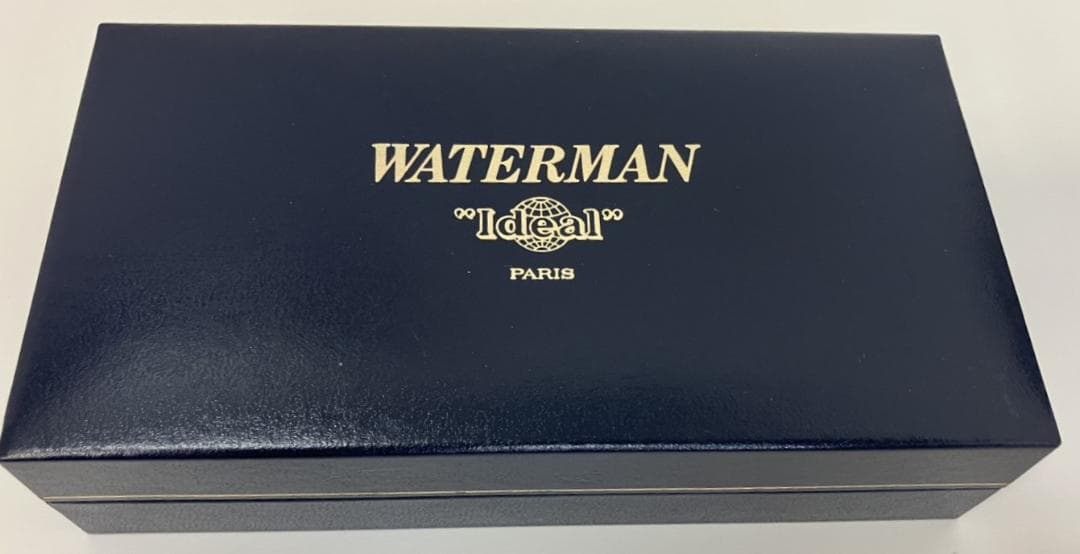 WATERMAN
“Ideal”
PARIS